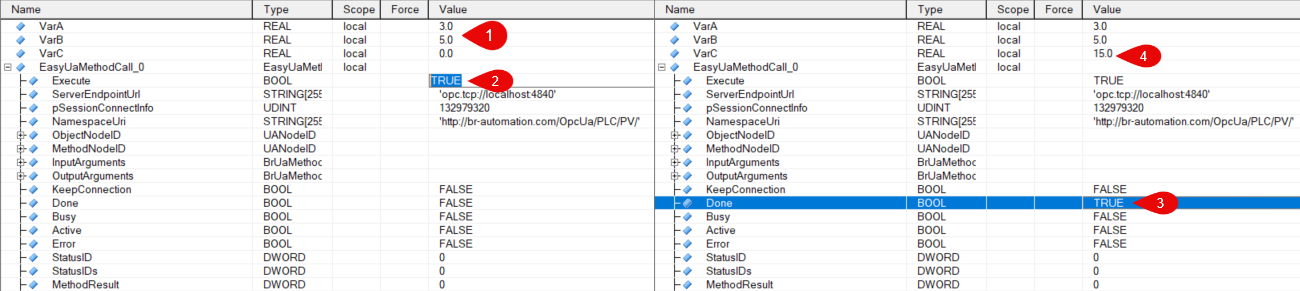 Name Type Scope Force Value
VarA REAL local 3.0
VarB REAL local 5.0 1
VarC REAL local 0.0
EasyUaMethodCall_0 EasyUaMetl local
Execute BOOL TRUE 2
ServerEndpointUrl STRING[255 'opc.tcp://localhost:4840'
pSessionConnectInfo UDINT 132979320
NamespaceUri STRING[255 'http://br-automation.com/OpcUa/PLC/PV/'
ObjectNodeID UANodeID
MethodNodeID UANodeID
InputArguments BrUaMethoc
OutputArguments BrUaMethoc
KeepConnection BOOL FALSE
Done BOOL FALSE
Busy BOOL FALSE
Active BOOL FALSE
Error BOOL FALSE
StatusID DWORD 0
StatusIDs DWORD 0
MethodResult DWORD 0
Name Type Scope Force Value
VarA REAL local 3.0
VarB REAL local 5.0
VarC REAL local 15.0 4
EasyUaMethodCall_0 EasyUaMetl local
Execute BOOL TRUE
ServerEndpointUrl STRING[255 'opc.tcp://localhost:4840'
pSessionConnectInfo UDINT 132979320
NamespaceUri STRING[255 'http://br-automation.com/OpcUa/PLC/PV/'
ObjectNodeID UANodeID
MethodNodeID UANodeID
InputArguments BrUaMethoc
OutputArguments BrUaMethoc
KeepConnection BOOL FALSE
Done BOOL TRUE 3
Busy BOOL FALSE
Active BOOL FALSE
Error BOOL FALSE
StatusID DWORD 0
StatusIDs DWORD 0
MethodResult DWORD 0